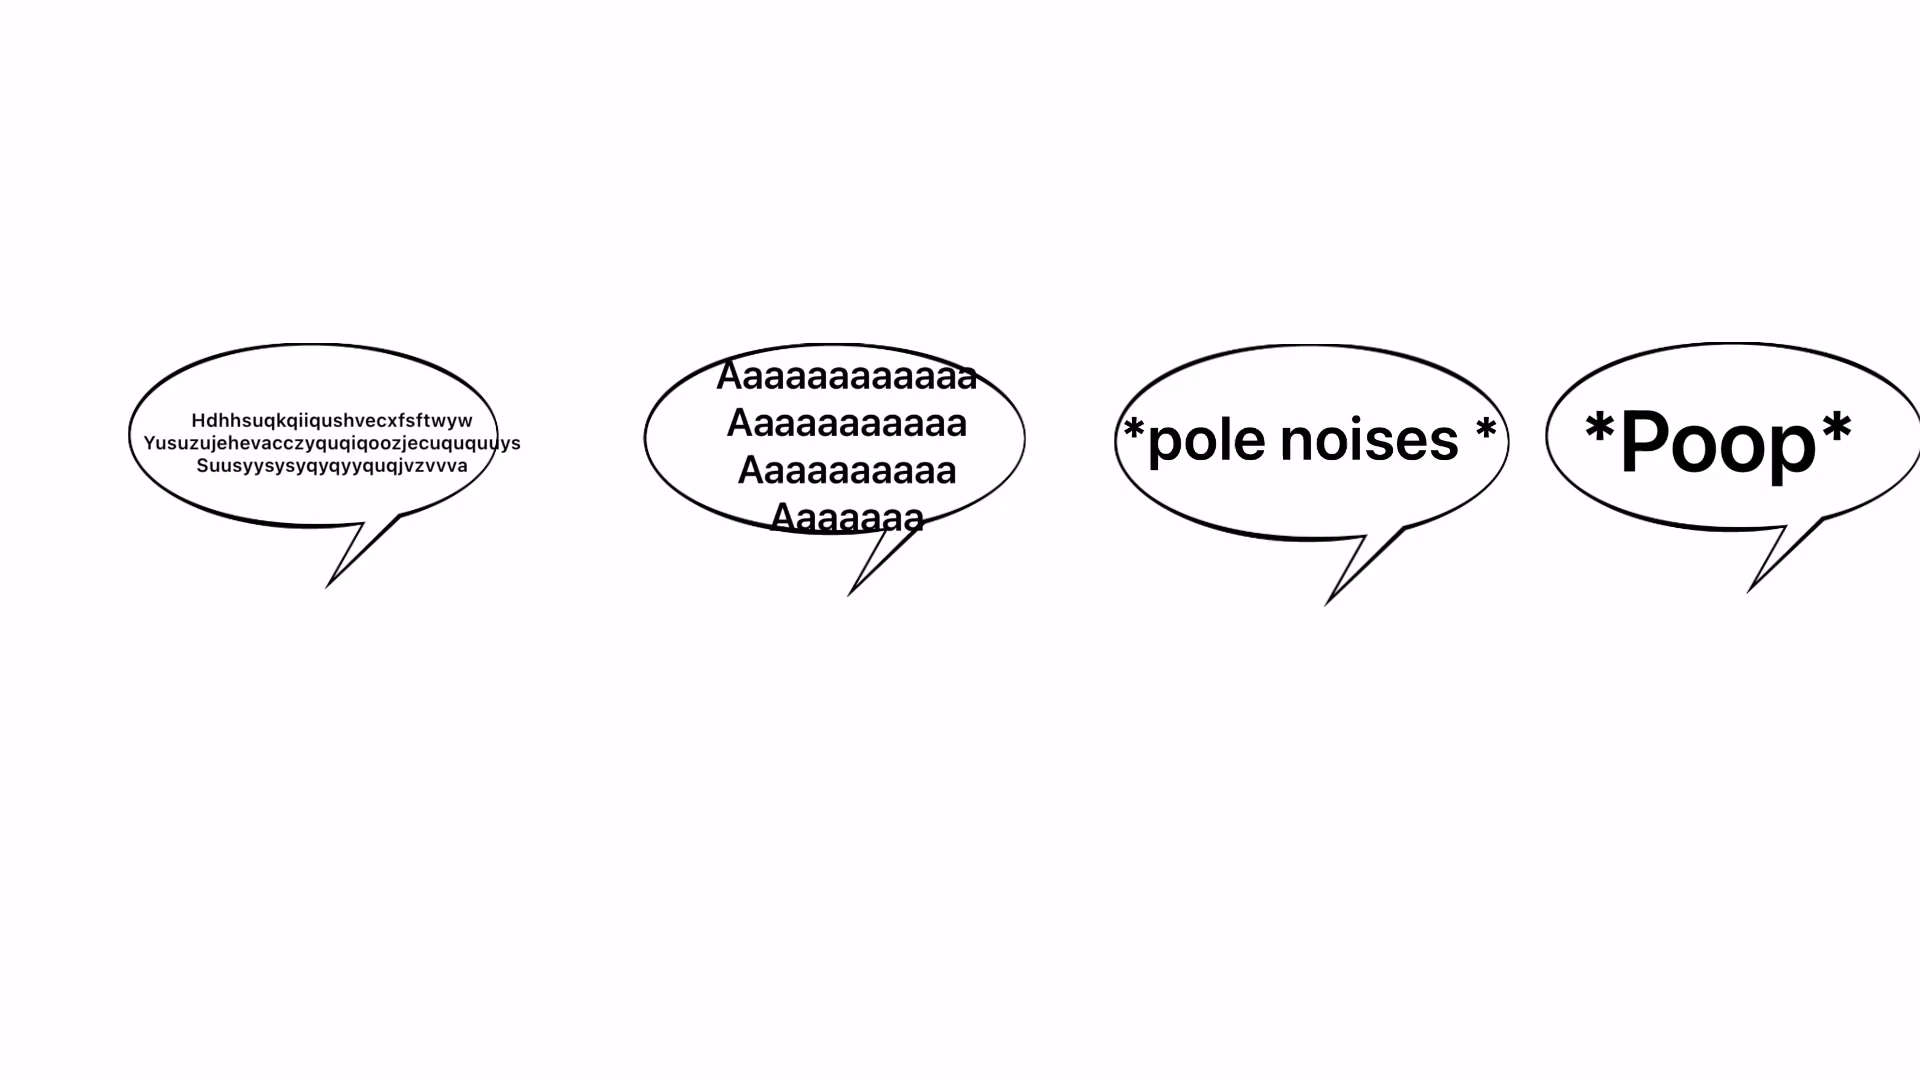 Hdhhsuqkqiiqushvecxfsftwyw
Yusuzujehevacczyquqiqoozjecuququuys
Suusyysysyqyqyyquqjvzvvva
Aaaaaaaaaaaa
Aaaaaaaaaaa
Aaaaaaaaaa
Aaaaaaa
*pole noises *
*Poop*